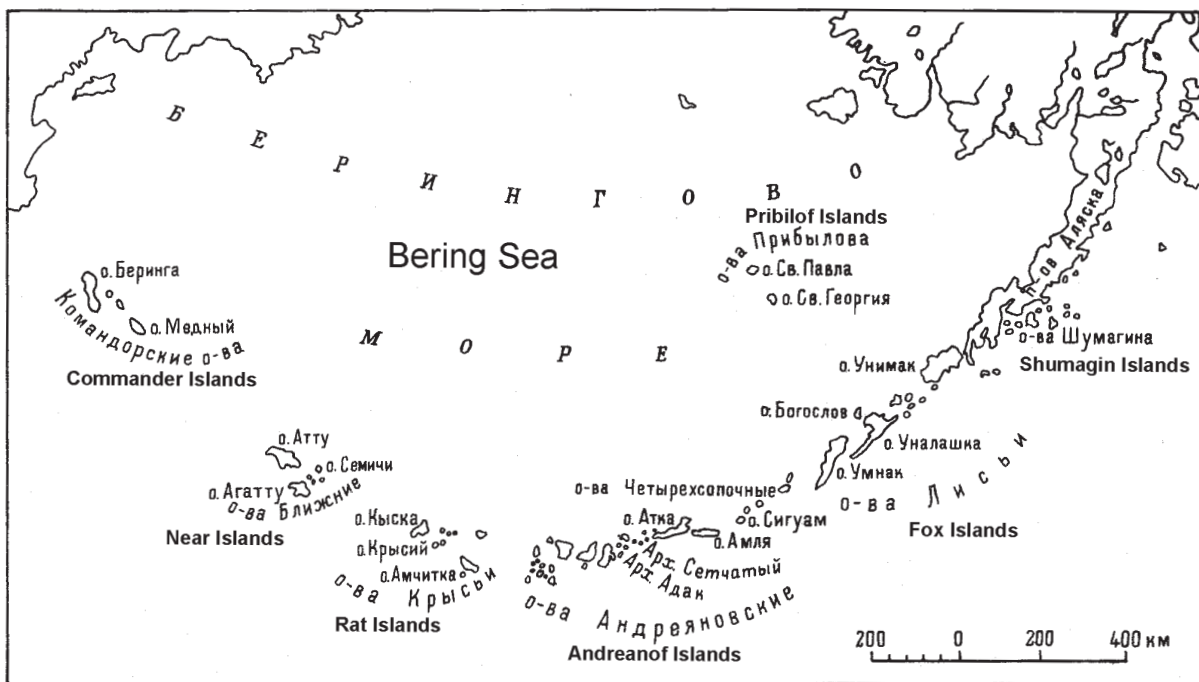 БЕРИНГОВО
Pribilof Islands
о-ва Прибылова
Bering Sea
о. Св. Павла
о. Св. Георгия
п-ов Аляска
о. Беринга
о. Медный
Командорские о-ва
Commander Islands
МОРЕ
о-ва Шумагина
Shumagin Islands
о. Унимак
о. Богослов
о. Уналашка
о. Умнак
о-ва Лисьи
Fox Islands
о. Атту
о. Семичи
о. Агатту
о-ва Ближние
Near Islands
о-ва Четырехсопочные
о. Сигуам
о. Кыска
о. Крысий
о. Амчитка
о-ва Крысьи
Rat Islands
о. Атка
о. Амля
Арх. Сетчатый
Арх. Адак
о-ва Андреяновские
Andreanof Islands
200 0 200 400 км